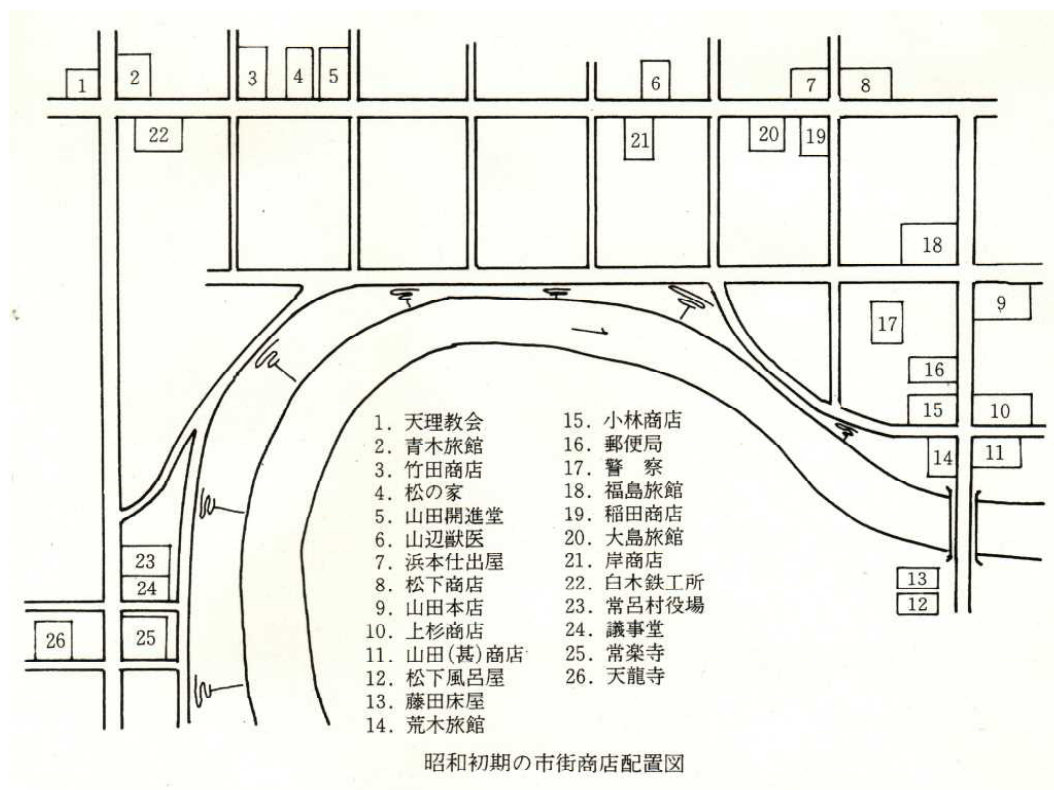 1
2
3
4
5
6
7
8
22
21
20
19
18
9
17
16
15
10
14
11
23
24
25
26
13
12
1. 天理教会
2. 青木旅館
3. 竹田商店
4. 松の家
5. 山田開進堂
6. 山辺獣医
7. 浜本仕出屋
8. 松下商店
9. 山田本店
10. 上杉商店
11. 山田(甚)商店
12. 松下風呂屋
13. 藤田床屋
14. 荒木旅館
15. 小林商店
16. 郵便局
17. 警 察
18. 福島旅館
19. 稲田商店
20. 大島旅館
21. 岸商店
22. 白木鉄工所
23. 常呂村役場
24. 議事堂
25. 常楽寺
26. 天龍寺
昭和初期の市街商店配置図